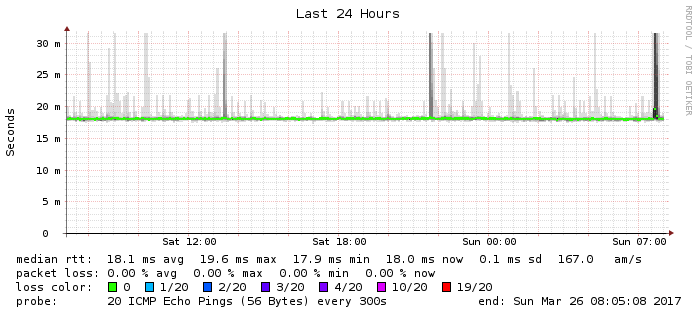 Last 24 Hours
RRDTOOL / TOBI OETIKER
Seconds
30 m
25 m
20 m
15 m
10 m
5 m
0
Sat 12:00 Sat 18:00 Sun 00:00 Sun 07:00
median rtt: 18.1 ms avg 19.6 ms max 17.9 ms min 18.0 ms now 0.1 ms sd 167.0 am/s
packet loss: 0.00 % avg 0.00 % max 0.00 % min 0.00 % now
loss color: 0 1/20 2/20 3/20 4/20 10/20 19/20
probe: 20 ICMP Echo Pings (56 Bytes) every 300s end: Sun Mar 26 08:05:08 2017